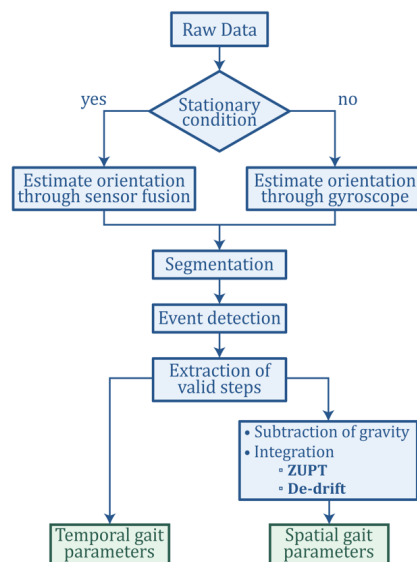 Raw Data
yes
Stationary
condition
no
Estimate orientation
through sensor fusion
Estimate orientation
through gyroscope
Segmentation
Event detection
Extraction of
valid steps
• Subtraction of gravity
• Integration
▫ ZUPT
▫ De-drift
Temporal gait
parameters
Spatial gait
parameters